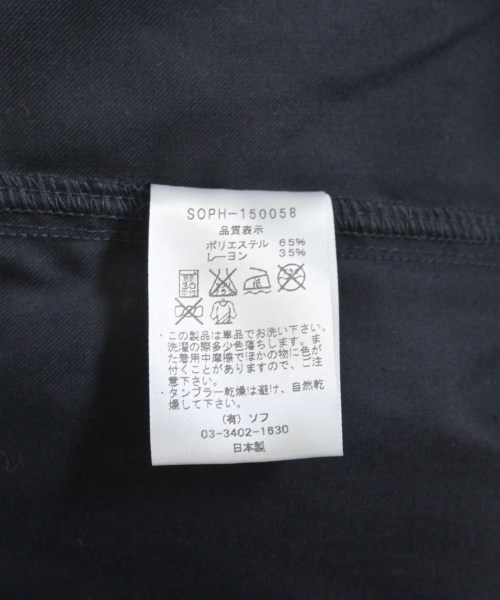 SOPH-150058
品質表示
ポリエステル 65%
レーヨン 35%
・この製品は単品でお洗い下さい。
洗濯の際多少色落ちします。ま
た着用中摩擦でほかの物に色が
付くことがありますので、ご注
意下さい。
・タンブラー乾燥は避け、自然乾
燥して下さい。
(有) ソフ
03-3402-1630
日本製